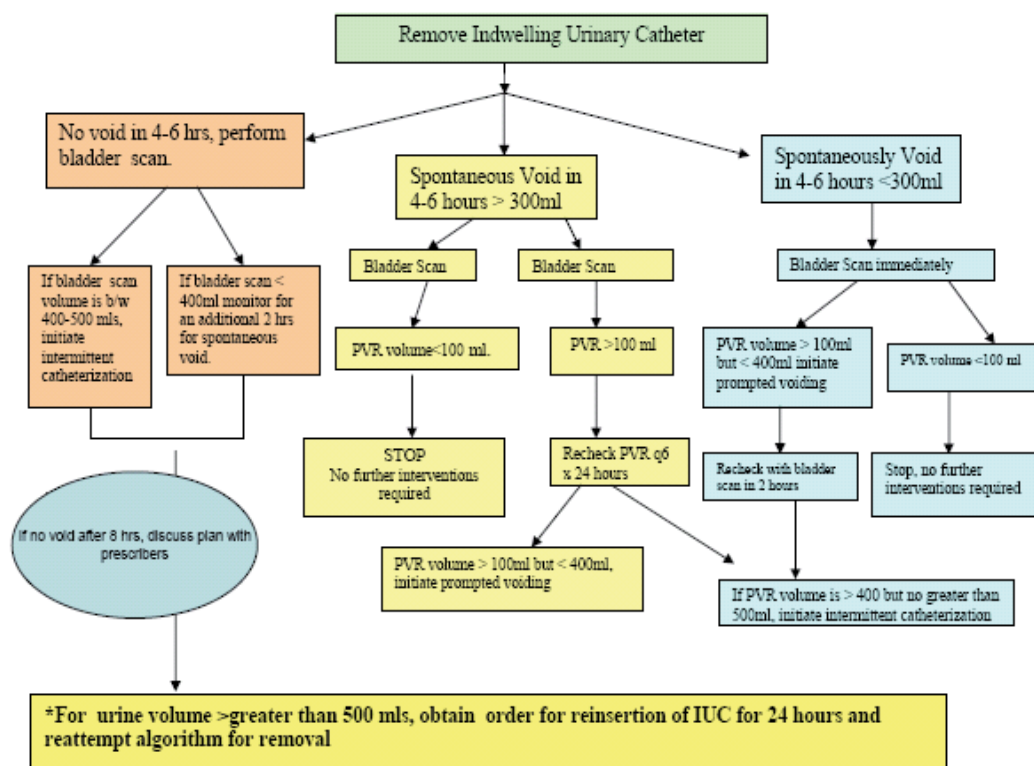 Remove Indwelling Urinary Catheter
No void in 4-6 hrs, perform
bladder scan.
Spontaneous Void in
4-6 hours > 300ml
Spontaneously Void
in 4-6 hours <300ml
If bladder scan
volume is b/w
400-500 mls,
initiate
intermittent
catheterization
If bladder scan <
400ml monitor for
an additional 2 hrs
for spontaneous
void.
Bladder Scan
Bladder Scan
Bladder Scan immediately
PVR volume<100 ml.
PVR >100 ml
PVR volume > 100ml
but < 400ml initiate
prompted voiding
PVR volume <100 ml
STOP
No further interventions
required
Recheck PVR q6
x 24 hours
Recheck with bladder
scan in 2 hours
Stop, no further
interventions required
If no void after 8 hrs, discuss plan with
prescribers
PVR volume > 100ml but < 400ml,
initiate prompted voiding
If PVR volume is > 400 but no greater than
500ml, initiate intermittent catheterization
*For urine volume >greater than 500 mls, obtain order for reinsertion of IUC for 24 hours and
reattempt algorithm for removal